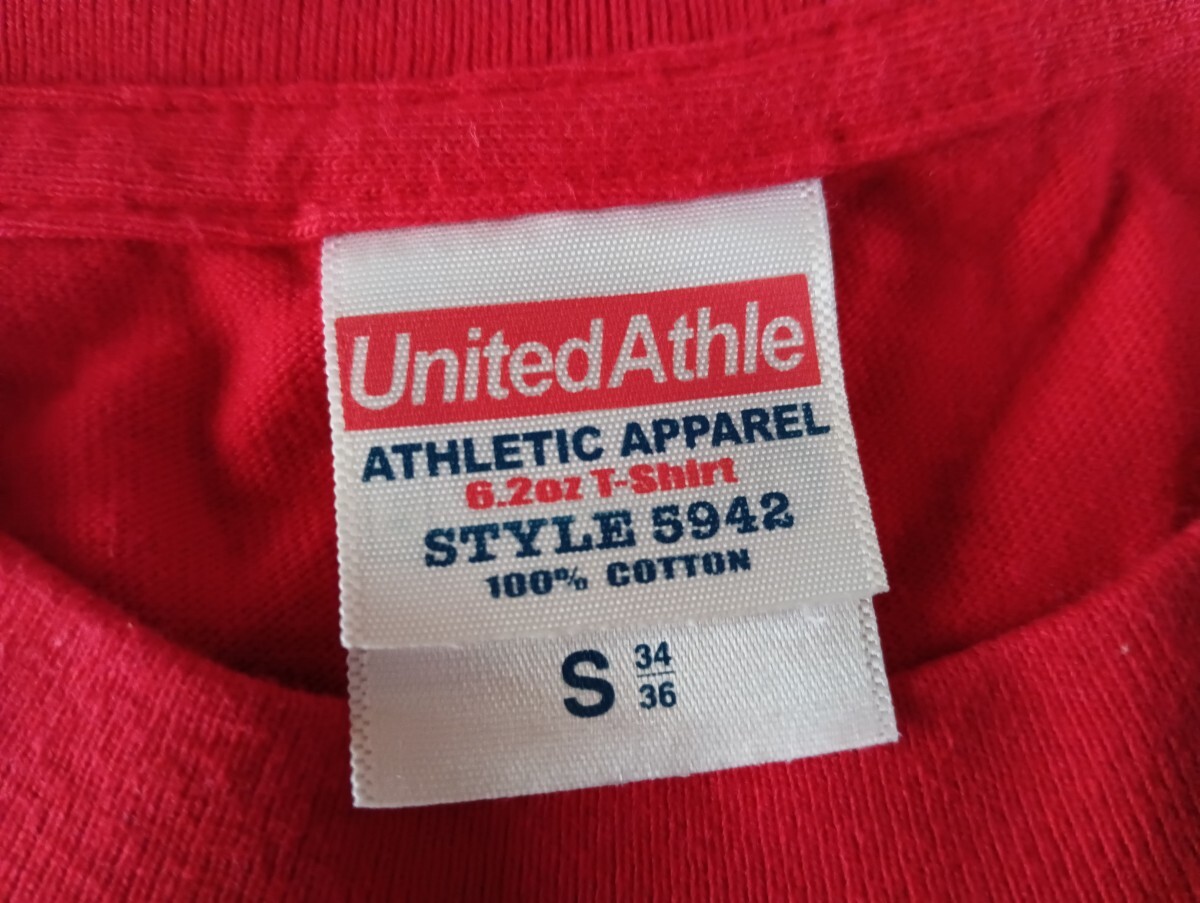 UnitedAthle
ATHLETIC APPAREL
6.2oz T-Shirt
STYLE 5942
100% COTTON
S 34
36